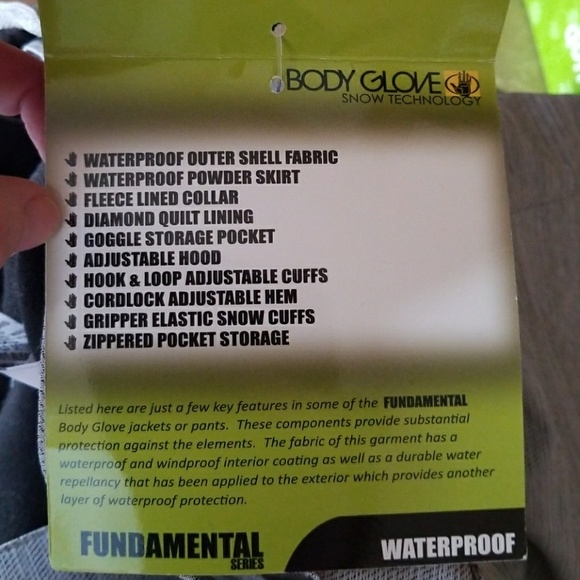 BODY GLOVE
SNOW TECHNOLOGY
WATERPROOF OUTER SHELL FABRIC
WATERPROOF POWDER SKIRT
FLEECE LINED COLLAR
DIAMOND QUILT LINING
GOGGLE STORAGE POCKET
ADJUSTABLE HOOD
HOOK & LOOP ADJUSTABLE CUFFS
CORDLOCK ADJUSTABLE HEM
GRIPPER ELASTIC SNOW CUFFS
ZIPPERED POCKET STORAGE
Listed here are just a few key features in some of the FUNDAMENTAL
Body Glove jackets or pants. These components provide substantial
protection against the elements. The fabric of this garment has a
waterproof and windproof interior coating as well as a durable water
repellancy that has been applied to the exterior which provides another
layer of waterproof protection.
FUNDAMENTAL
SERIES
WATERPROOF